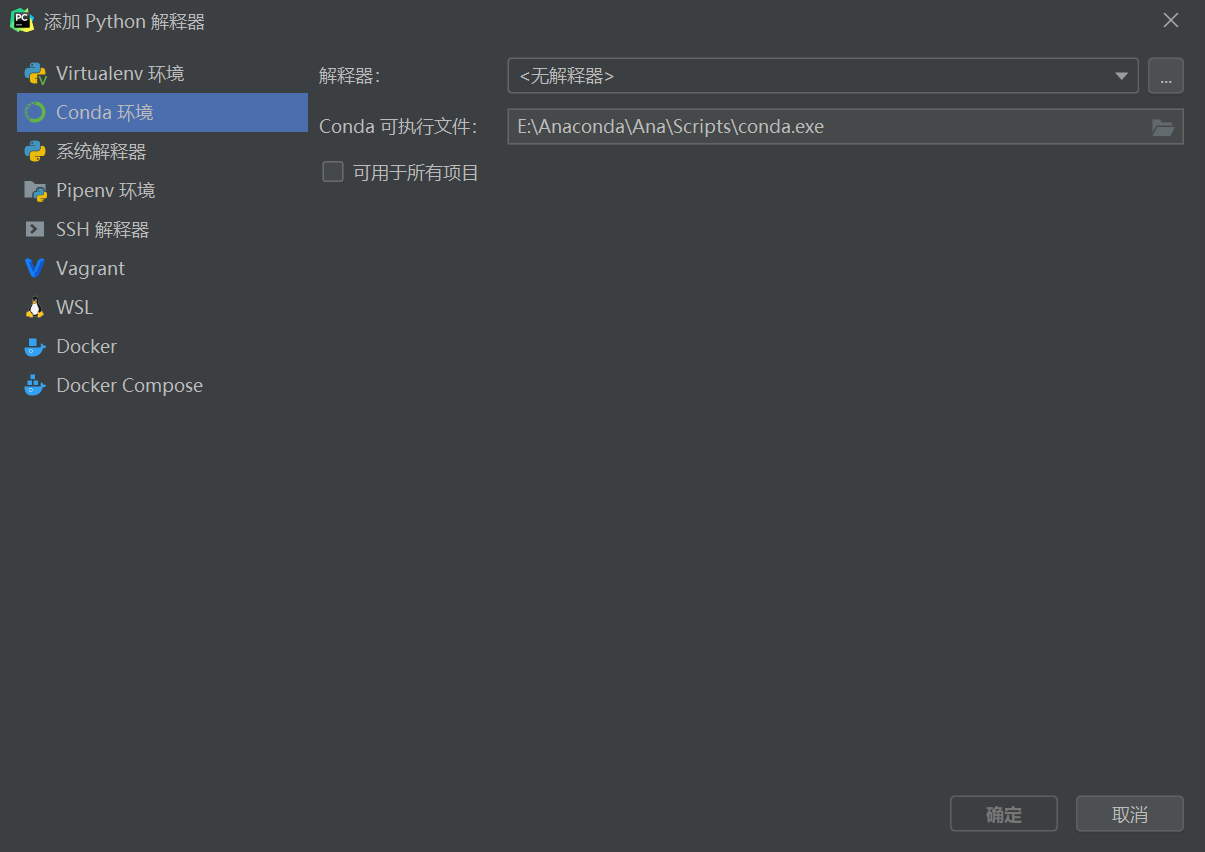 PC
添加 Python 解释器
Virtualenv 环境
Conda 环境
系统解释器
Pipenv 环境
SSH 解释器
Vagrant
WSL
Docker
Docker Compose
解释器:
<无解释器>
...
Conda 可执行文件:
E:\Anaconda\Ana\Scripts\conda.exe
可用于所有项目
确定
取消